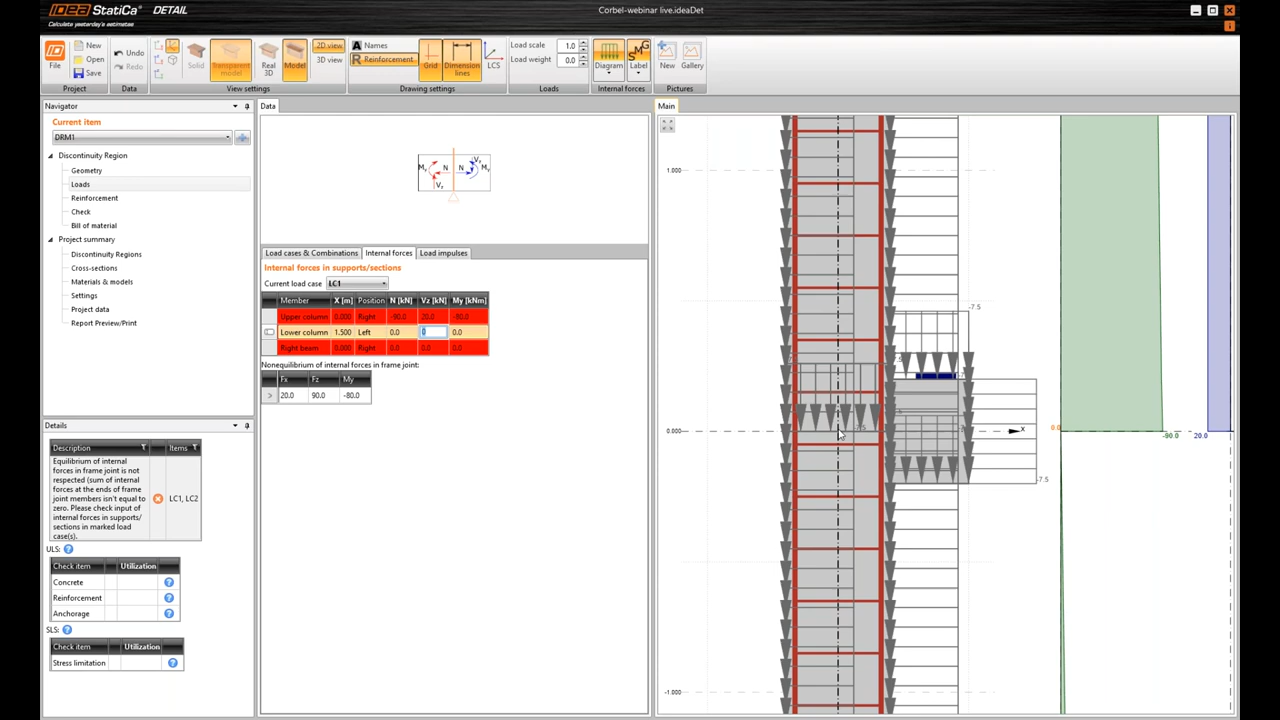 IDEA StatiCa® DETAIL
Calculate yesterday's estimates
Corbel-webinar live.ideaDet
File
New
Open
Save
Undo
Redo
Solid
Transparent model
Real 3D
Model
2D view
3D view
Names
Reinforcement
Grid
Dimension lines
LCS
Load scale 1.0
Load weight 0.0
Diagram
Label
New
Gallery
Project
Data
View settings
Drawing settings
Loads
Internal forces
Pictures
Navigator
Current item
DRM1
Discontinuity Region
Geometry
Loads
Reinforcement
Check
Bill of material
Project summary
Discontinuity Regions
Cross-sections
Materials & models
Settings
Project data
Report Preview/Print
Details
Description Items
Equilibrium of internal
forces in frame joint is not
respected (sum of internal
forces at the ends of frame
joint members isn't equal to
zero. Please check input of
internal forces in supports/
sections in marked load
case(s).
LC1, LC2
ULS:
Check item Utilization
Concrete
Reinforcement
Anchorage
SLS:
Check item Utilization
Stress limitation
Data
My N N Vz My
Vz
Load cases & Combinations Internal forces Load impulses
Internal forces in supports/sections
Current load case LC1
Member X [m] Position N [kN] Vz [kN] My [kNm]
Upper column 0.000 Right -90.0 20.0 -80.0
Lower column 1.500 Left 0.0 0 0.0
Right beam 0.000 Right 0.0 0.0 0.0
Nonequilibrium of internal forces in frame joint:
Fx Fz My
20.0 90.0 -80.0
Main
1.000
-7.5
0.000
x
0.0
-90.0
20.0
-7.5
-1.000